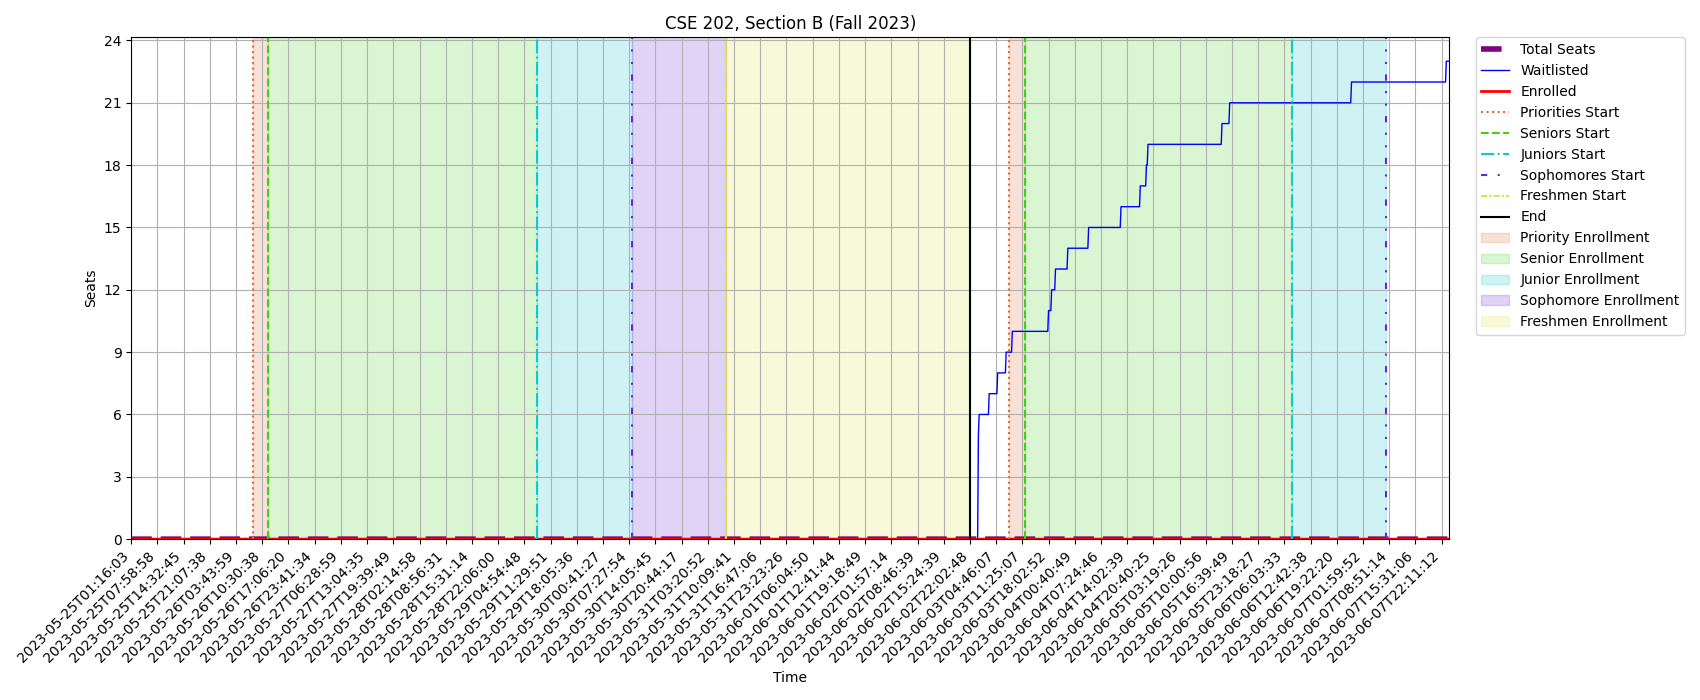 CSE 202, Section B (Fall 2023)
24
21
18
15
12
9
6
3
0
Seats
2023-05-25T01:16:03
2023-05-25T07:58:58
2023-05-25T14:32:45
2023-05-25T21:07:38
2023-05-26T03:43:59
2023-05-26T10:30:38
2023-05-26T17:06:20
2023-05-26T23:41:34
2023-05-27T06:28:59
2023-05-27T13:04:35
2023-05-27T19:39:49
2023-05-28T02:14:58
2023-05-28T08:56:31
2023-05-28T15:31:14
2023-05-28T22:06:00
2023-05-29T04:54:48
2023-05-29T11:29:51
2023-05-29T18:05:36
2023-05-30T00:41:27
2023-05-30T07:27:54
2023-05-30T14:05:45
2023-05-30T20:44:17
2023-05-31T03:20:52
2023-05-31T10:09:41
2023-05-31T16:47:06
2023-05-31T23:23:26
2023-06-01T06:04:50
2023-06-01T12:41:44
2023-06-01T19:18:49
2023-06-02T01:57:14
2023-06-02T08:46:39
2023-06-02T15:24:39
2023-06-02T22:02:48
2023-06-03T04:46:07
2023-06-03T11:25:07
2023-06-03T18:02:52
2023-06-04T00:40:49
2023-06-04T07:24:46
2023-06-04T14:02:39
2023-06-04T20:40:25
2023-06-05T03:19:26
2023-06-05T10:00:56
2023-06-05T16:39:49
2023-06-05T23:18:27
2023-06-06T06:03:33
2023-06-06T12:42:38
2023-06-06T19:22:20
2023-06-07T01:59:52
2023-06-07T08:51:14
2023-06-07T15:31:06
2023-06-07T22:11:12
Time
Total Seats
Waitlisted
Enrolled
Priorities Start
Seniors Start
Juniors Start
Sophomores Start
Freshmen Start
End
Priority Enrollment
Senior Enrollment
Junior Enrollment
Sophomore Enrollment
Freshmen Enrollment